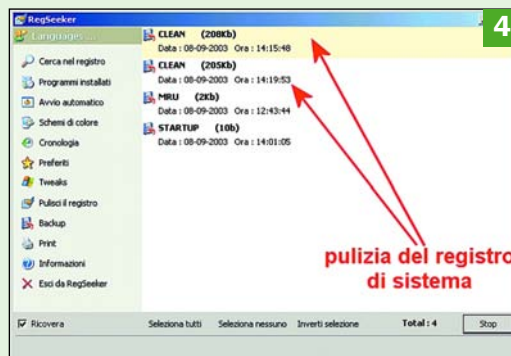 RegSeeker
4
Languages ...
Cerca nel registro
Programmi installati
Avvio automatico
Schemi di colore
Cronologia
Preferiti
Tweaks
Pulisci il registro
Backup
Print
Informazioni
Esci da RegSeeker
CLEAN (208Kb)
Data : 08-09-2003 Ora : 14:15:48
CLEAN (205Kb)
Data : 08-09-2003 Ora : 14:19:53
MRU (2Kb)
Data : 08-09-2003 Ora : 12:43:44
STARTUP (10b)
Data : 08-09-2003 Ora : 14:01:05
pulizia del registro
di sistema
Ricovera Seleziona tutti Seleziona nessuno Inverti selezione Total : 4 Stop